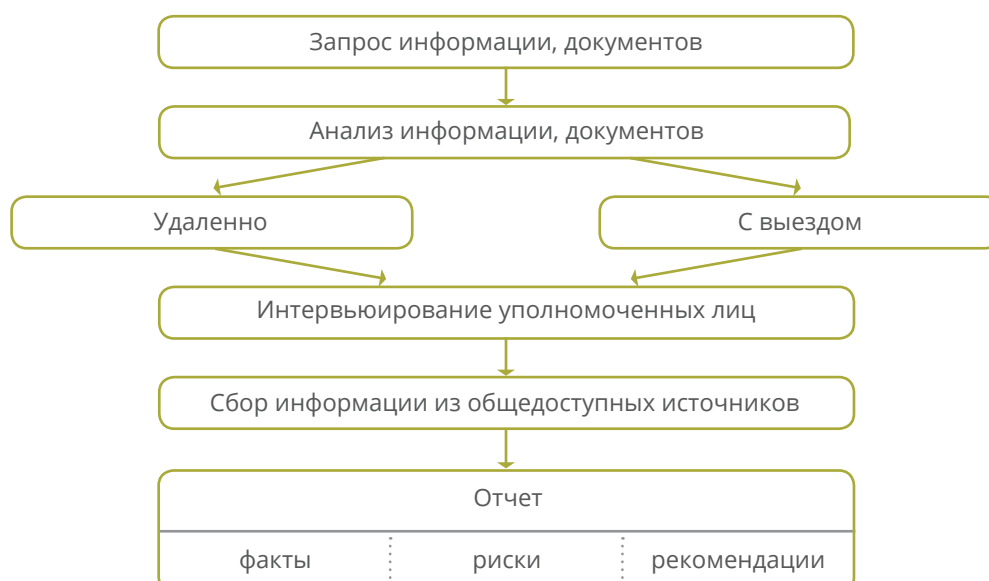 Запрос информации, документов
Анализ информации, документов
Удаленно
С выездом
Интервьюирование уполномоченных лиц
Сбор информации из общедоступных источников
Отчет
факты
риски
рекомендации